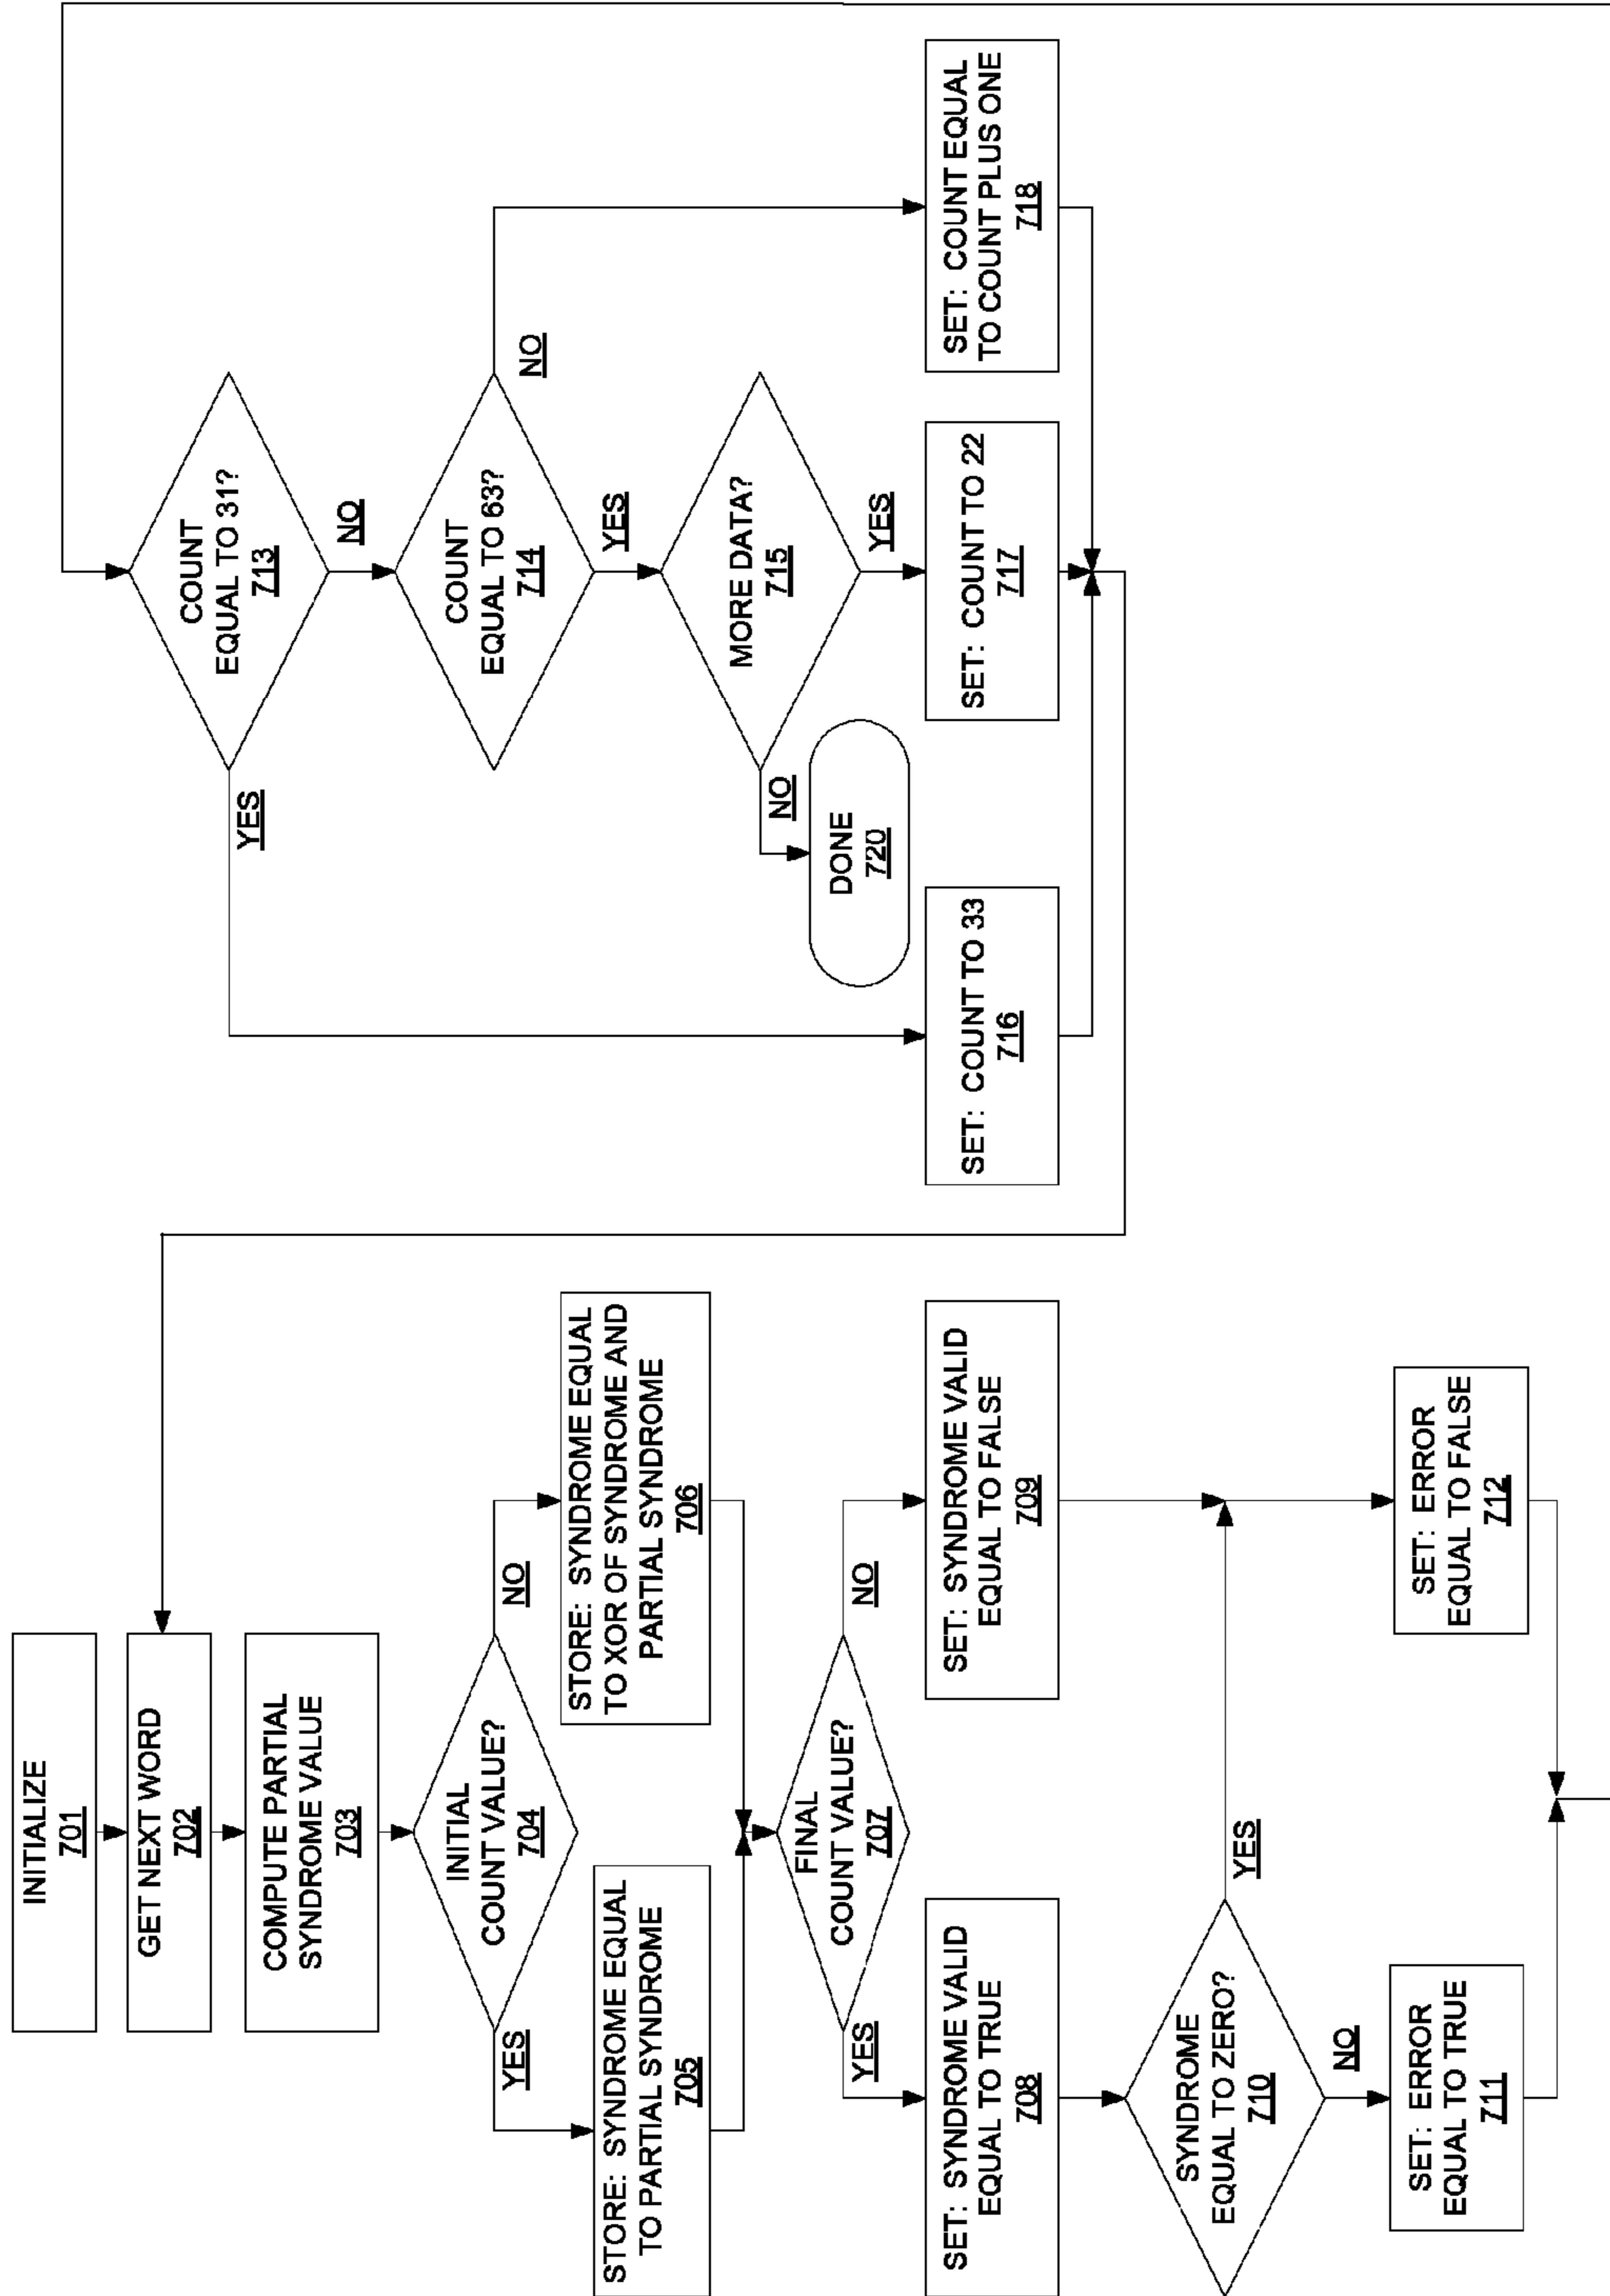 INITIALIZE
701
GET NEXT WORD
702
COMPUTE PARTIAL
SYNDROME VALUE
703
INITIAL
COUNT VALUE?
704
YES
NO
STORE: SYNDROME EQUAL
TO PARTIAL SYNDROME
705
STORE: SYNDROME EQUAL
TO XOR OF SYNDROME AND
PARTIAL SYNDROME
706
FINAL
COUNT VALUE?
707
YES
NO
SET: SYNDROME VALID
EQUAL TO TRUE
708
SET: SYNDROME VALID
EQUAL TO FALSE
709
SYNDROME
EQUAL TO ZERO?
710
YES
NO
SET: ERROR
EQUAL TO TRUE
711
SET: ERROR
EQUAL TO FALSE
712
COUNT
EQUAL TO 31?
713
YES
NO
COUNT
EQUAL TO 63?
714
NO
YES
MORE DATA?
715
NO
YES
DONE
720
SET: COUNT TO 33
716
SET: COUNT TO 22
717
SET: COUNT EQUAL
TO COUNT PLUS ONE
718